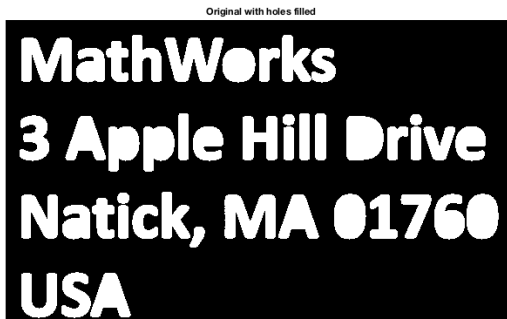 Original with holes filled
MathWorks
3 Apple Hill Drive
Natick, MA 01760
USA